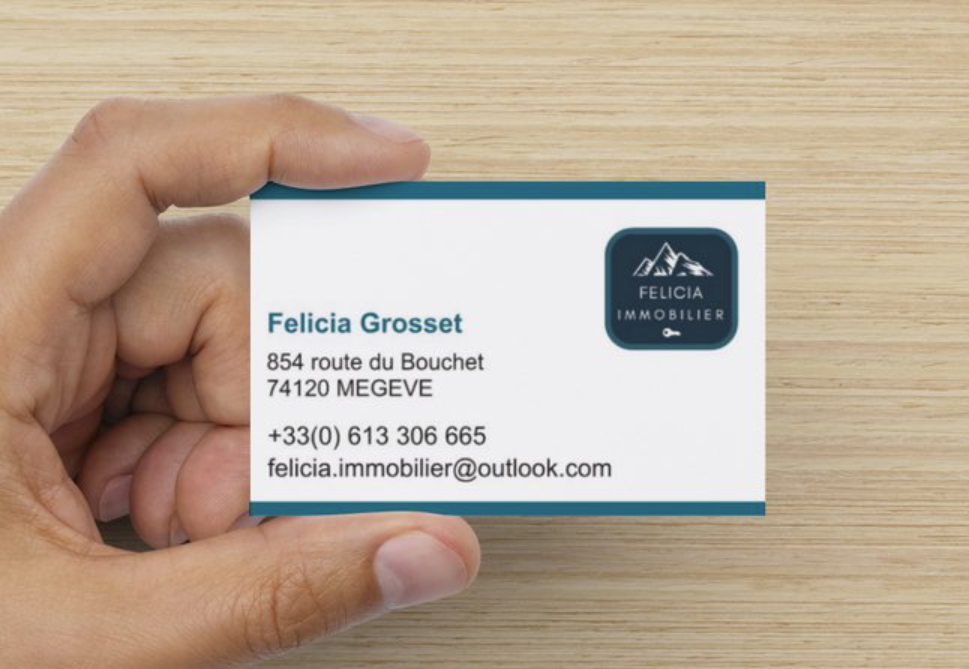 FELICIA
IMMOBILIER
Felicia Grosset
854 route du Bouchet
74120 MEGEVE
+33(0) 613 306 665
felicia.immobilier@outlook.com